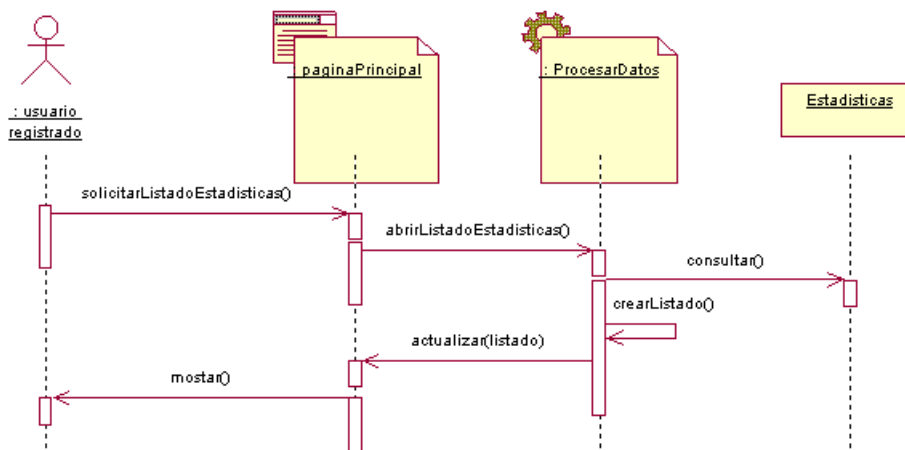 : usuario
registrado
: paginaPrincipal
: ProcesarDatos
Estadisticas
solicitarListadoEstadisticas()
abrirListadoEstadisticas()
consultar()
crearListado()
actualizar(listado)
mostar()